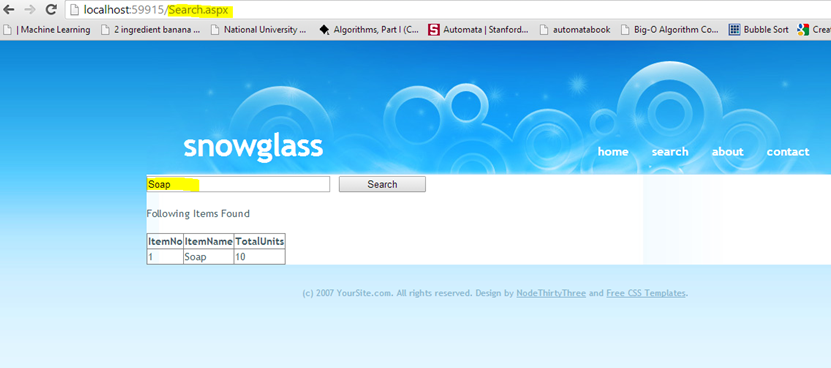 localhost:59915/Search.aspx
| Machine Learning 2 ingredient banana ... National University ... Algorithms, Part I (C... Automata | Stanford... automatabook Big-O Algorithm Co... Bubble Sort Crea
snowglass
home search about contact
Soap Search
Following Items Found
ItemNo ItemName TotalUnits
1 Soap 10
(c) 2007 YourSite.com. All rights reserved. Design by NodeThirtyThree and Free CSS Templates.